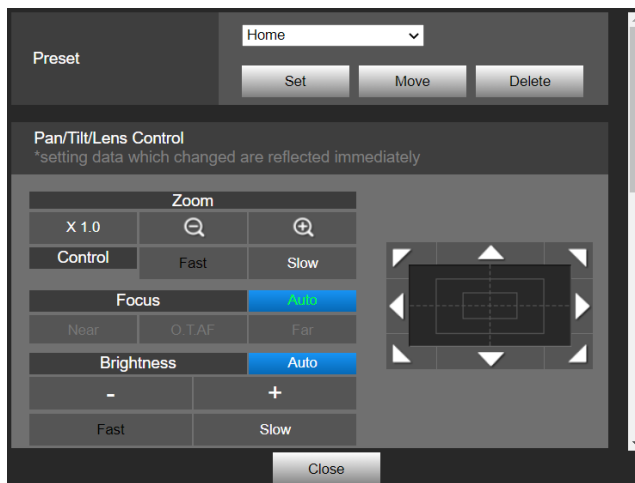 Home
Preset
Set Move Delete
Pan/Tilt/Lens Control
*setting data which changed are reflected immediately
Zoom
X 1.0
Control Fast Slow
Focus Auto
Near O.T.AF Far
Brightness Auto
- +
Fast Slow
Close